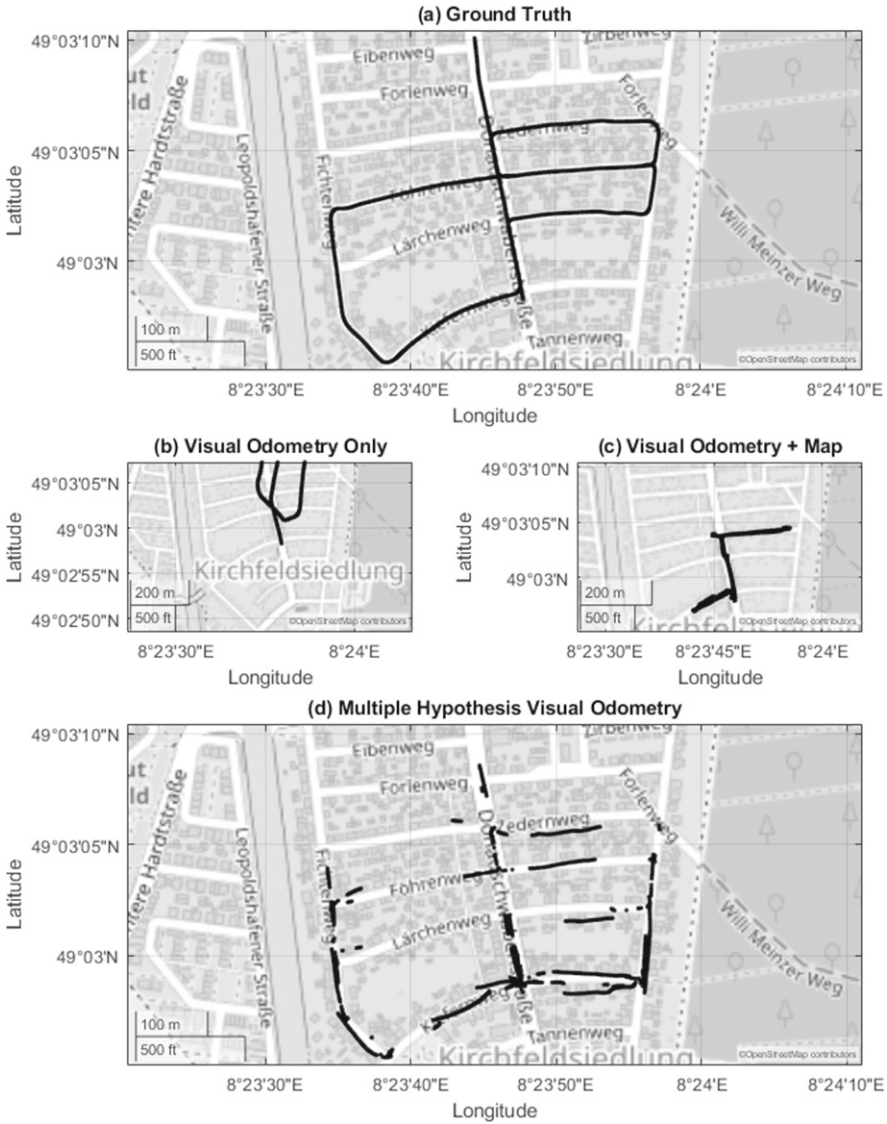 (a) Ground Truth
49°03'10"N
49°03'05"N
49°03'N
Latitude
Zirbenweg
Eibenweg
Forlenweg
Forlenweg
Leopoldshafener Straße
Fichtenweg
Lärchenweg
Willi Meinzer Weg
Tannenweg
Kirchfeldsiedlung
100 m
500 ft
©OpenStreetMap contributors
8°23'30"E
8°23'40"E
8°23'50"E
8°24'E
8°24'10"E
Longitude
(b) Visual Odometry Only
49°03'05"N
49°03'N
49°02'55"N
49°02'50"N
Latitude
Kirchfeldsiedlung
200 m
500 ft
©OpenStreetMap contributors
8°23'30"E
8°24'E
Longitude
(c) Visual Odometry + Map
49°03'10"N
49°03'05"N
49°03'N
Latitude
Kirchfeldsiedlung
200 m
500 ft
©OpenStreetMap contributors
8°23'30"E
8°23'45"E
8°24'E
Longitude
(d) Multiple Hypothesis Visual Odometry
49°03'10"N
49°03'05"N
49°03'N
Latitude
Zirbenweg
Eibenweg
Forlenweg
Forlenweg
Zedernweg
Leopoldshafener Straße
Fichtenweg
Föhrenweg
Lärchenweg
Willi Meinzer Weg
Tannenweg
Kirchfeldsiedlung
100 m
500 ft
©OpenStreetMap contributors
8°23'30"E
8°23'40"E
8°23'50"E
8°24'E
8°24'10"E
Longitude